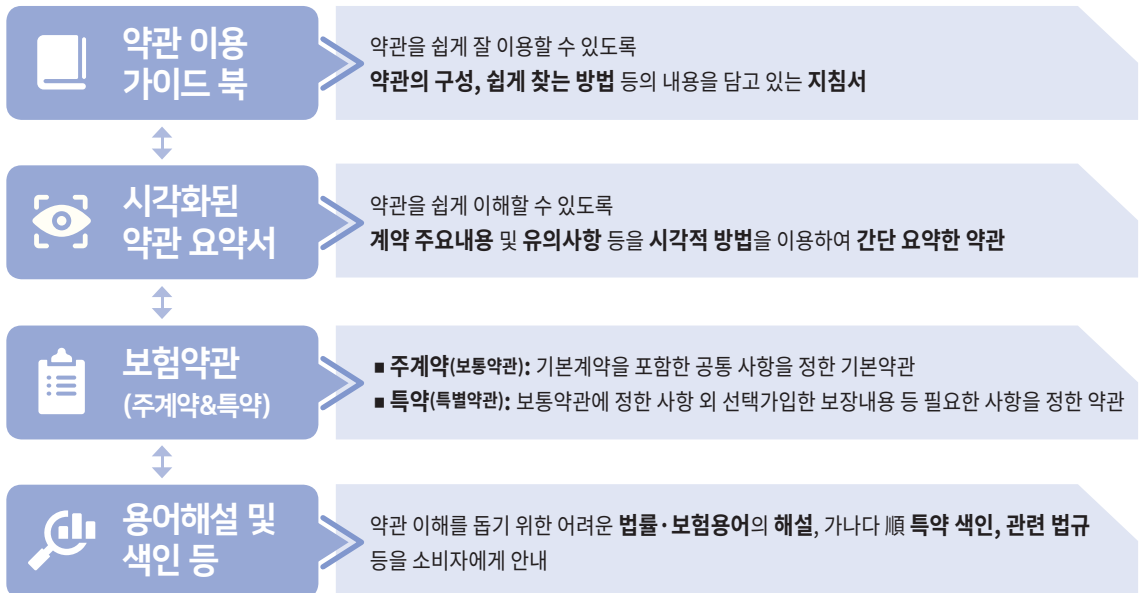 약관 이용
가이드 북
약관을 쉽게 잘 이용할 수 있도록
약관의 구성, 쉽게 찾는 방법 등의 내용을 담고 있는 지침서
시각화된
약관 요약서
약관을 쉽게 이해할 수 있도록
계약 주요내용 및 유의사항 등을 시각적 방법을 이용하여 간단 요약한 약관
보험약관
(주계약&특약)
■ 주계약(보통약관): 기본계약을 포함한 공통 사항을 정한 기본약관
■ 특약(특별약관): 보통약관에 정한 사항 외 선택가입한 보장내용 등 필요한 사항을 정한 약관
용어해설 및
색인 등
약관 이해를 돕기 위한 어려운 법률·보험용어의 해설, 가나다 順 특약 색인, 관련 법규
등을 소비자에게 안내